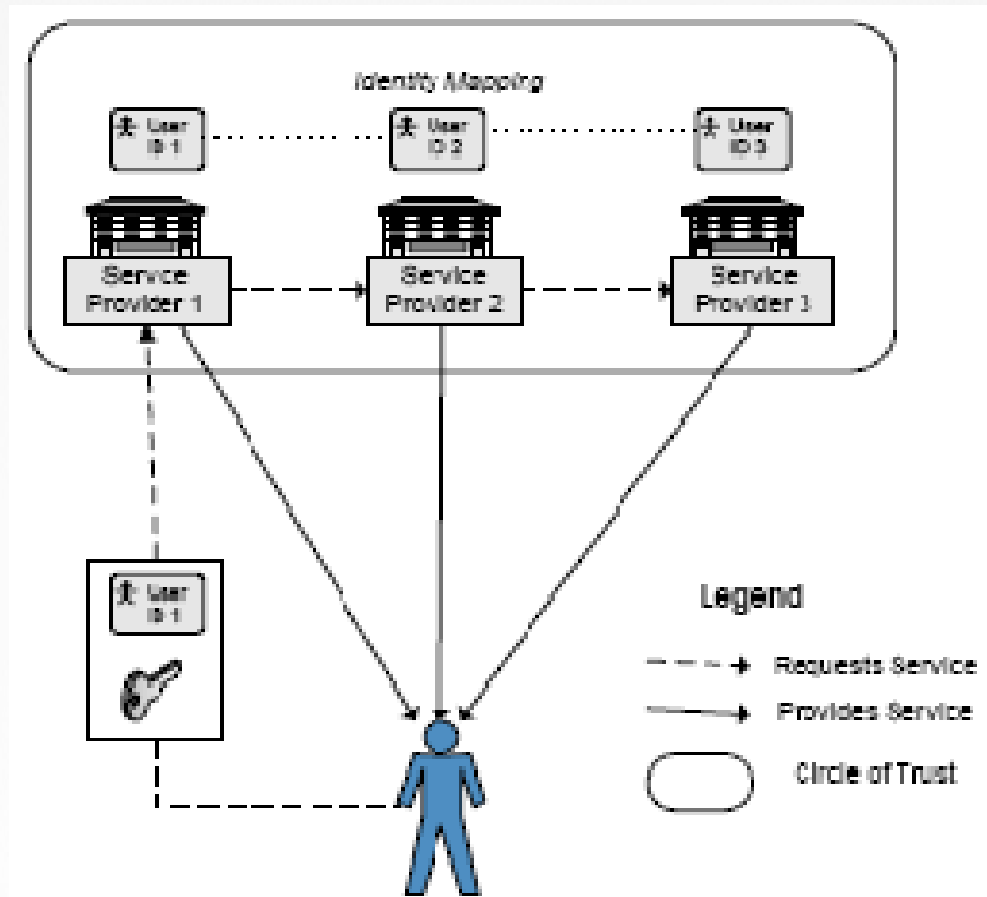 Identity Mapping
User
ID 1
User
ID 2
User
ID 3
Service
Provider 1
Service
Provider 2
Service
Provider 3
User
ID 1
Legend
Requests Service
Provides Service
Circle of Trust